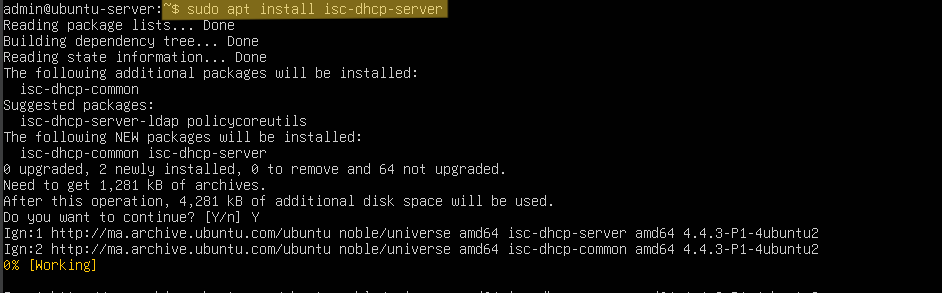 admin@ubuntu-server:~$ sudo apt install isc-dhcp-server
Reading package lists... Done
Building dependency tree... Done
Reading state information... Done
The following additional packages will be installed:
isc-dhcp-common
Suggested packages:
isc-dhcp-server-ldap policycoreutils
The following NEW packages will be installed:
isc-dhcp-common isc-dhcp-server
0 upgraded, 2 newly installed, 0 to remove and 64 not upgraded.
Need to get 1,281 kB of archives.
After this operation, 4,281 kB of additional disk space will be used.
Do you want to continue? [Y/n] Y
Ign:1 http://ma.archive.ubuntu.com/ubuntu noble/universe amd64 isc-dhcp-server amd64 4.4.3-P1-4ubuntu2
Ign:2 http://ma.archive.ubuntu.com/ubuntu noble/universe amd64 isc-dhcp-common amd64 4.4.3-P1-4ubuntu2
0% [Working]